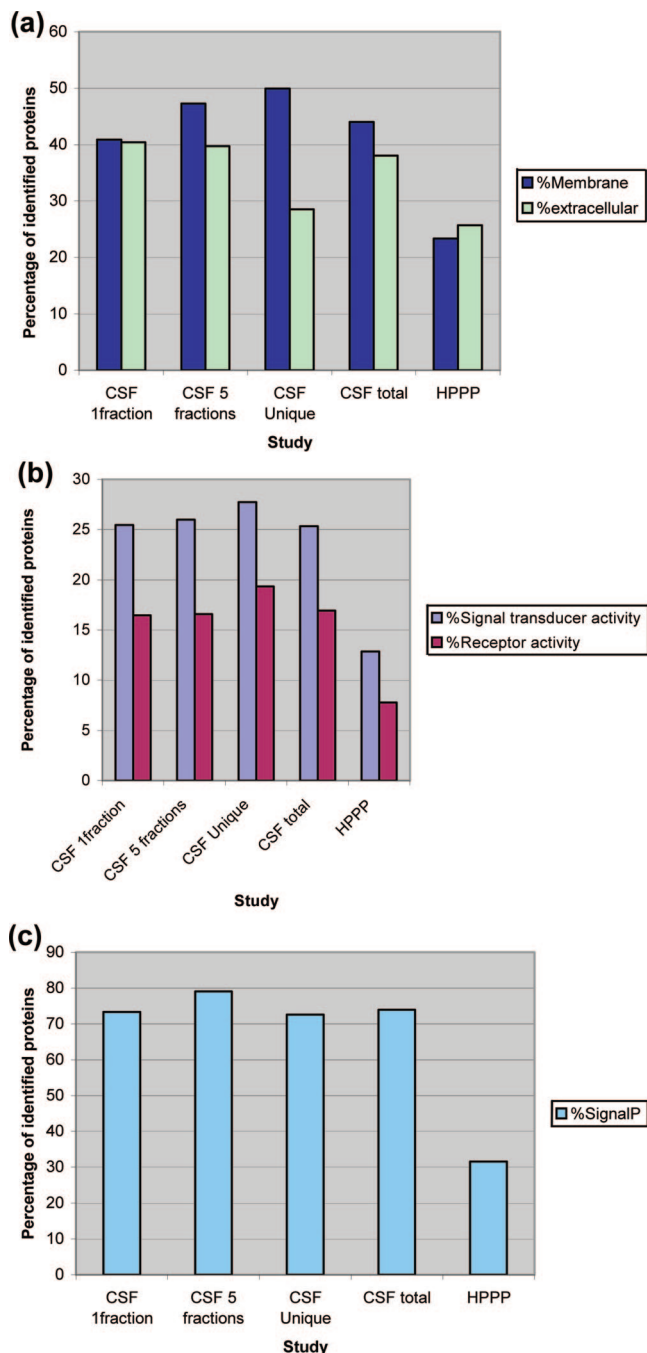 (a)
60
50
40
30
20
10
0
Percentage of identified proteins
CSF 1fraction
CSF 5 fractions
CSF Unique
CSF total
HPPP
Study
%Membrane
%extracellular
(b)
30
25
20
15
10
5
0
Percentage of identified proteins
CSF 1fraction
CSF 5 fractions
CSF Unique
CSF total
HPPP
Study
%Signal transducer activity
%Receptor activity
(c)
90
80
70
60
50
40
30
20
10
0
Percentage of identified proteins
CSF 1fraction
CSF 5 fractions
CSF Unique
CSF total
HPPP
Study
%SignalP